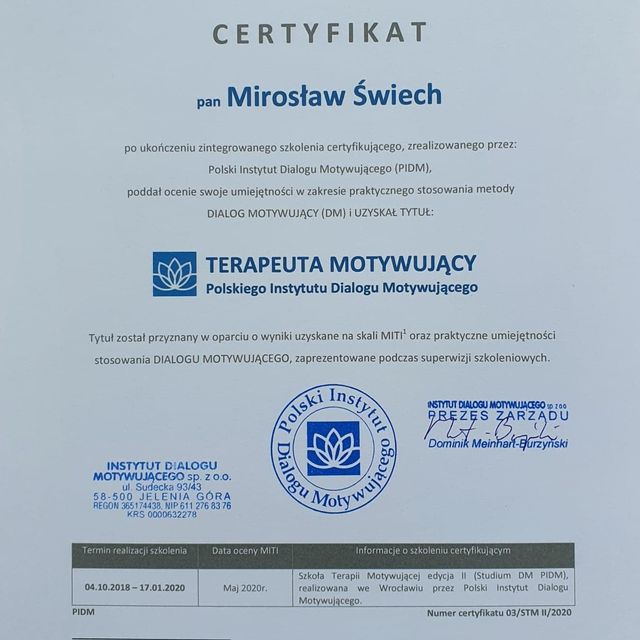 CERTYFIKAT
pan Mirosław Świech
po ukończeniu zintegrowanego szkolenia certyfikującego, zrealizowanego przez:
Polski Instytut Dialogu Motywującego (PIDM),
poddał ocenie swoje umiejętności w zakresie praktycznego stosowania metody
DIALOG MOTYWUJĄCY (DM) i UZYSKAŁ TYTUŁ:
TERAPEUTA MOTYWUJĄCY
Polskiego Instytutu Dialogu Motywującego
Tytuł został przyznany w oparciu o wyniki uzyskane na skali MITI¹ oraz praktyczne umiejętności
stosowania DIALOGU MOTYWUJĄCEGO, zaprezentowane podczas superwizji szkoleniowych.
Polski Instytut
Dialogu Motywującego
INSTYTUT DIALOGU MOTYWUJĄCEGO sp z o o
PREZES ZARZĄDU
Dominik Meinhart-Burzyński
INSTYTUT DIALOGU
MOTYWUJĄCEGO sp. z o.o.
ul. Sudecka 93/43
58-500 JELENIA GÓRA
REGON 365174438, NIP 611 276 83 76
KRS 0000632278
Termin realizacji szkolenia Data oceny MITI Informacje o szkoleniu certyfikującym
04.10.2018 – 17.01.2020 Maj 2020r. Szkoła Terapii Motywującej edycja II (Studium DM PIDM),
realizowana we Wrocławiu przez Polski Instytut Dialogu
Motywującego.
PIDM Numer certyfikatu 03/STM II/2020